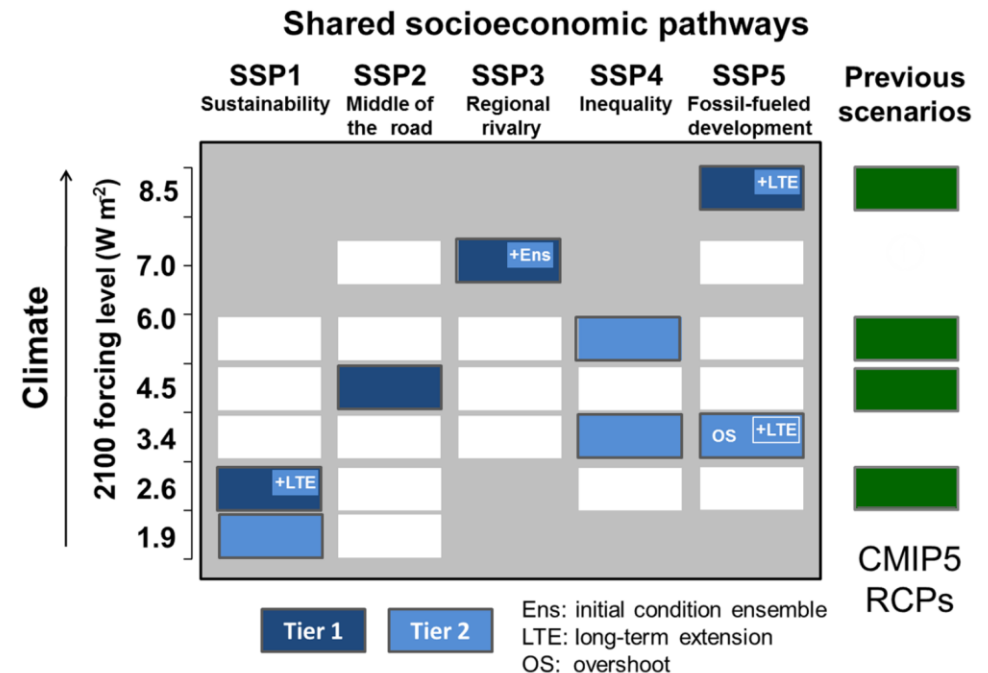 Shared socioeconomic pathways
SSP1
Sustainability
SSP2
Middle of
the road
SSP3
Regional
rivalry
SSP4
Inequality
SSP5
Fossil-fueled
development
Previous
scenarios
Climate
2100 forcing level (W m-2)
8.5
+LTE
7.0
+Ens
6.0
4.5
3.4
OS
+LTE
2.6
+LTE
1.9
CMIP5
RCPs
Tier 1
Tier 2
Ens: initial condition ensemble
LTE: long-term extension
OS: overshoot